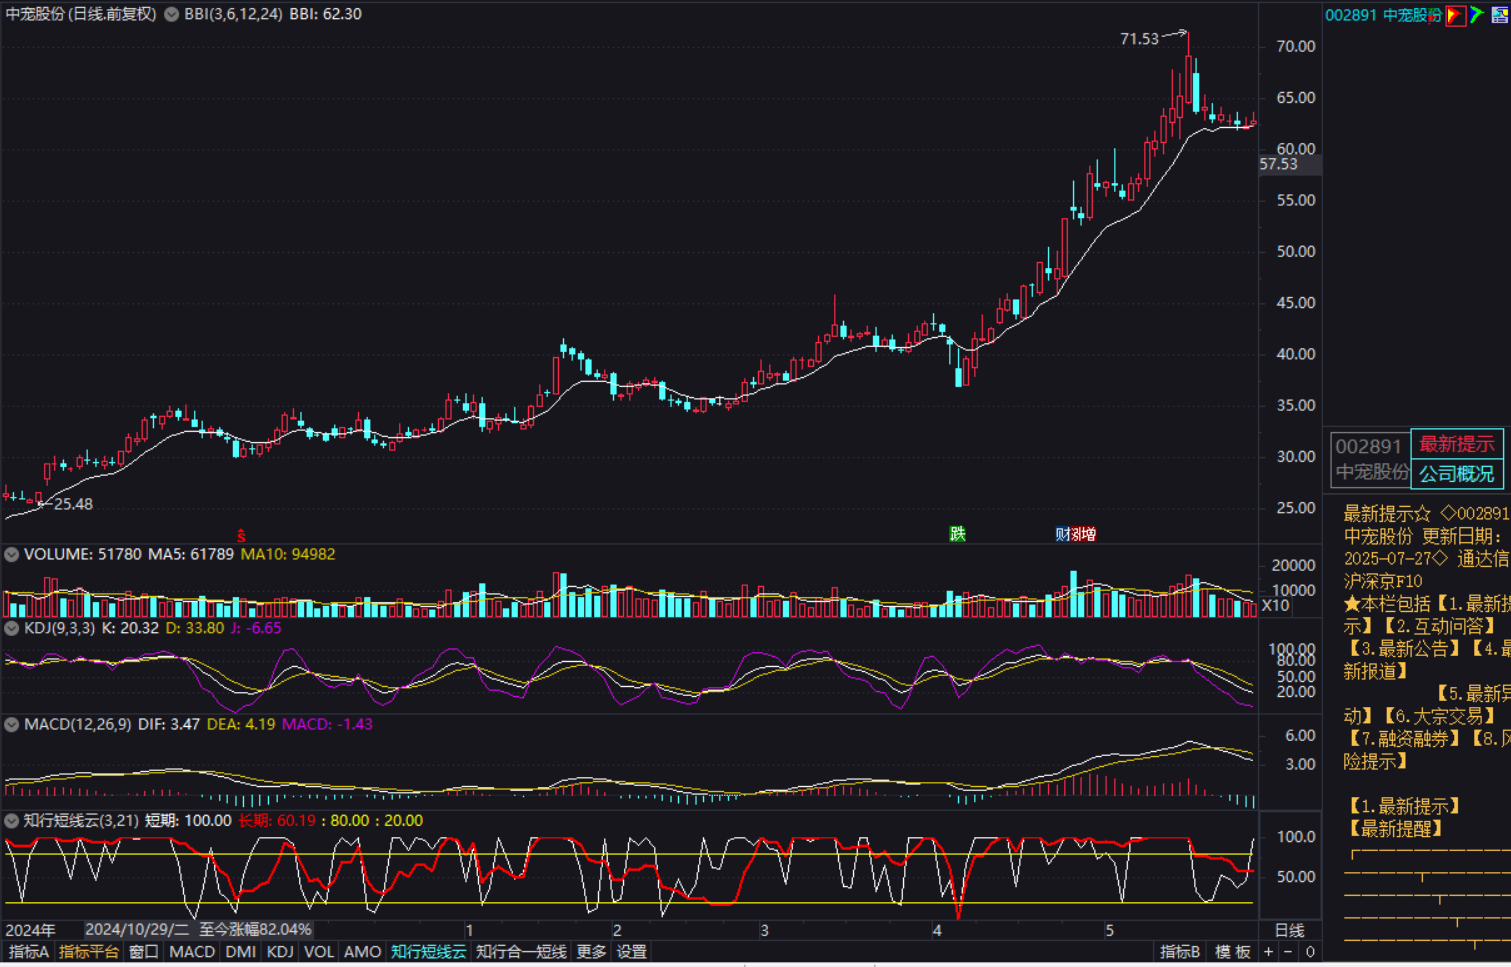 中宠股份(日线.前复权) BBI(3,6,12,24) BBI: 62.30
71.53
70.00
65.00
60.00
57.53
55.00
50.00
45.00
40.00
35.00
30.00
25.00
25.48
跌
财 涨增
VOLUME: 51780 MA5: 61789 MA10: 94982
20000
10000
X10
KDJ(9,3,3) K: 20.32 D: 33.80 J: -6.65
100.00
80.00
50.00
20.00
MACD(12,26,9) DIF: 3.47 DEA: 4.19 MACD: -1.43
6.00
3.00
知行短线云(3,21) 短期: 100.00 长期: 60.19 : 80.00 : 20.00
100.0
50.00
2024年 2024/10/29/二 至今涨幅82.04% 1 2 3 4 5 日线
指标A 指标平台 窗口 MACD DMI KDJ VOL AMO 知行短线云 知行合一短线 更多 设置 指标B 模板 + - 0
002891 中宠股份
002891 最新提示
中宠股份 公司概况
最新提示☆ ◇002891
中宠股份 更新日期:
2025-07-27◇ 通达信
沪深京F10
★本栏包括【1.最新提
示】【2.互动问答】
【3.最新公告】【4.最
新报道】
【5.最新异
动】【6.大宗交易】
【7.融资融券】【8.风
险提示】
【1.最新提示】
【最新提醒】